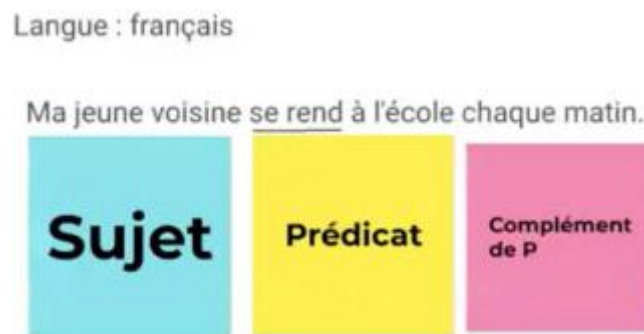 Langue : français
Ma jeune voisine se rend à l'école chaque matin.
Sujet
Prédicat
Complément
de P